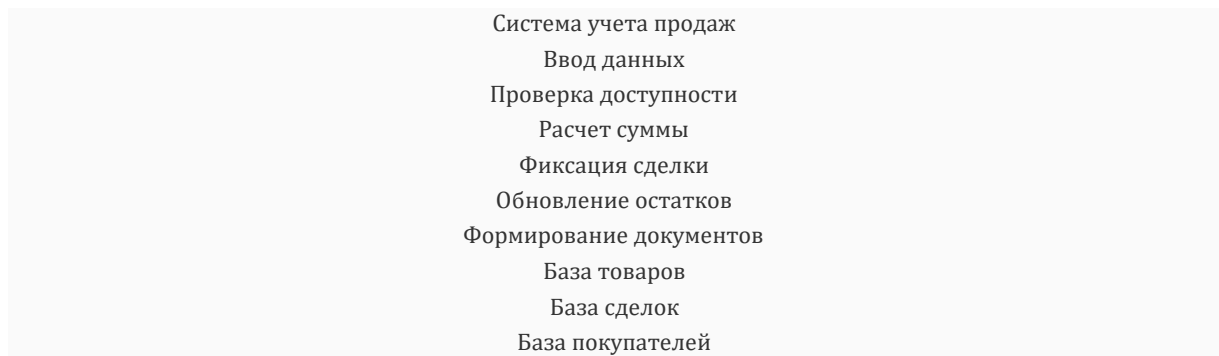 Система учета продаж
Ввод данных
Проверка доступности
Расчет суммы
Фиксация сделки
Обновление остатков
Формирование документов
База товаров
База сделок
База покупателей